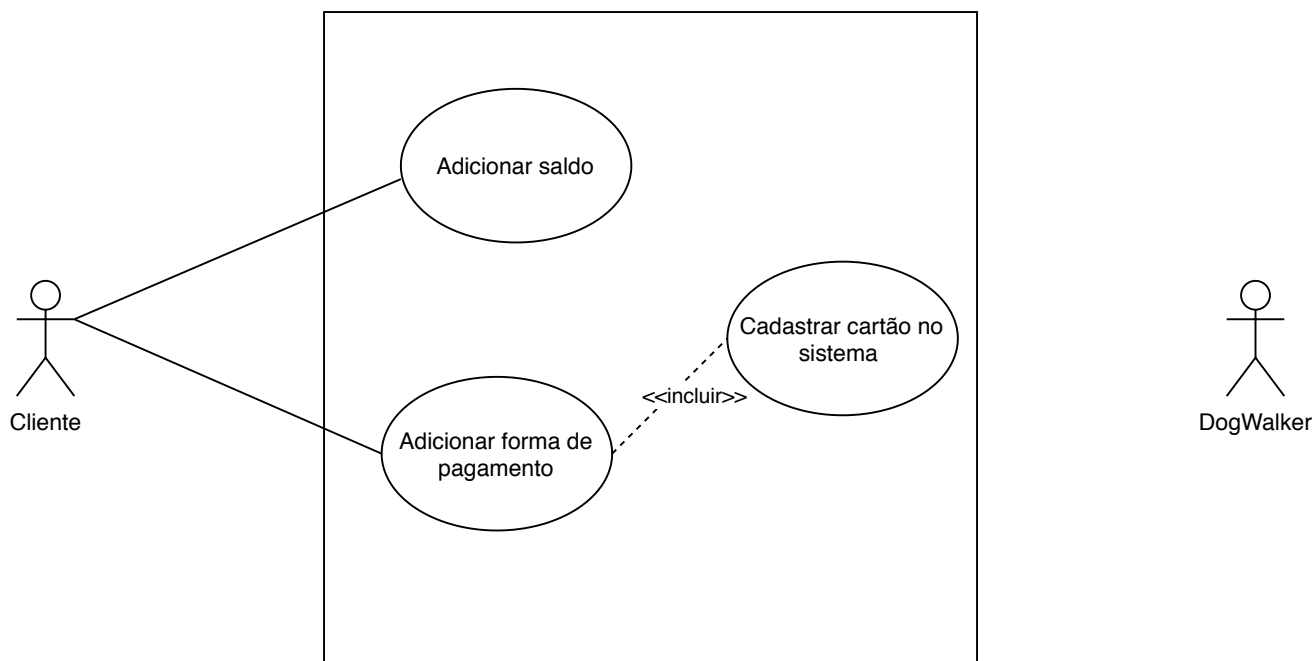 Adicionar saldo
Cadastrar cartão no
sistema
<<incluir>>
Cliente
DogWalker
Adicionar forma de
pagamento